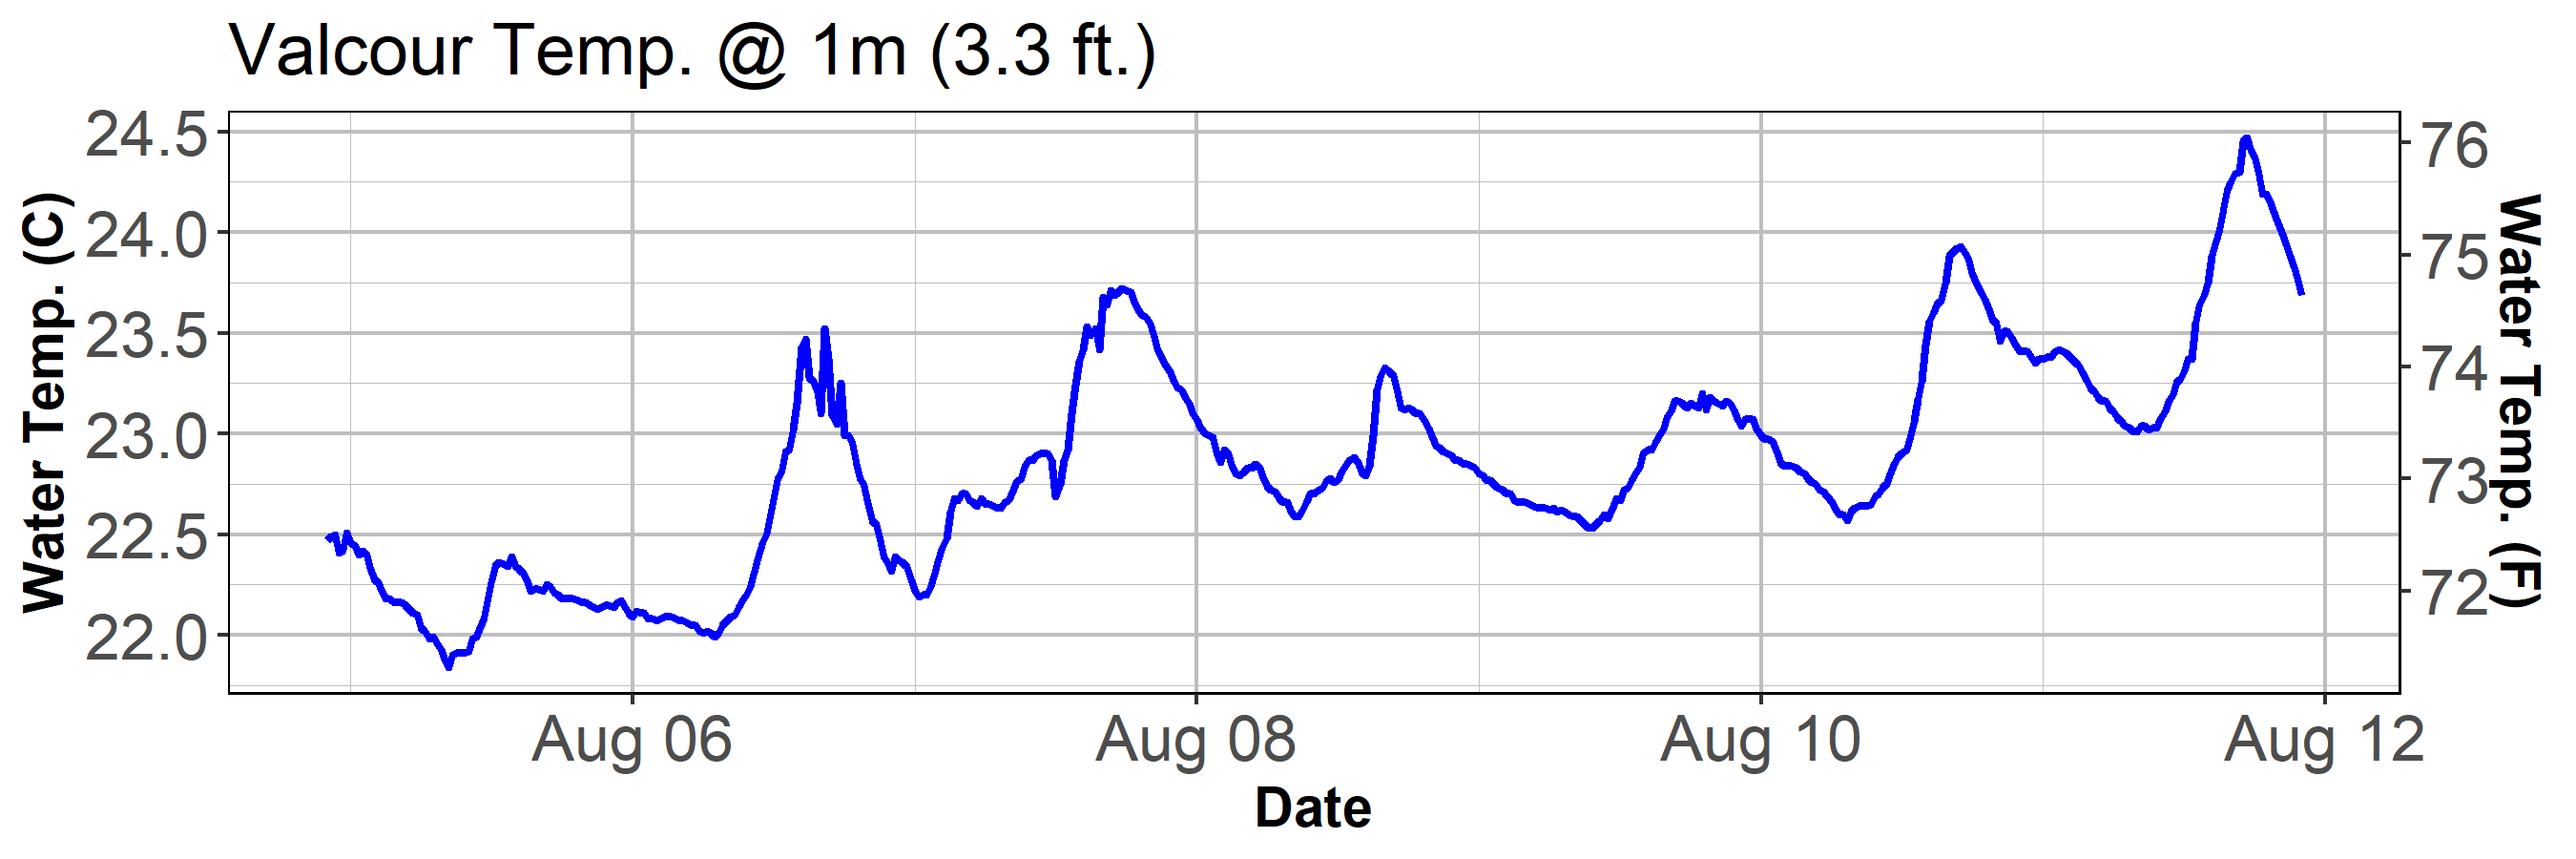 Valcour Temp. @ 1m (3.3 ft.)
Water Temp. (C)
24.5
24.0
23.5
23.0
22.5
22.0
76
75
74
73
72
Water Temp. (F)
Aug 06
Aug 08
Aug 10
Aug 12
Date